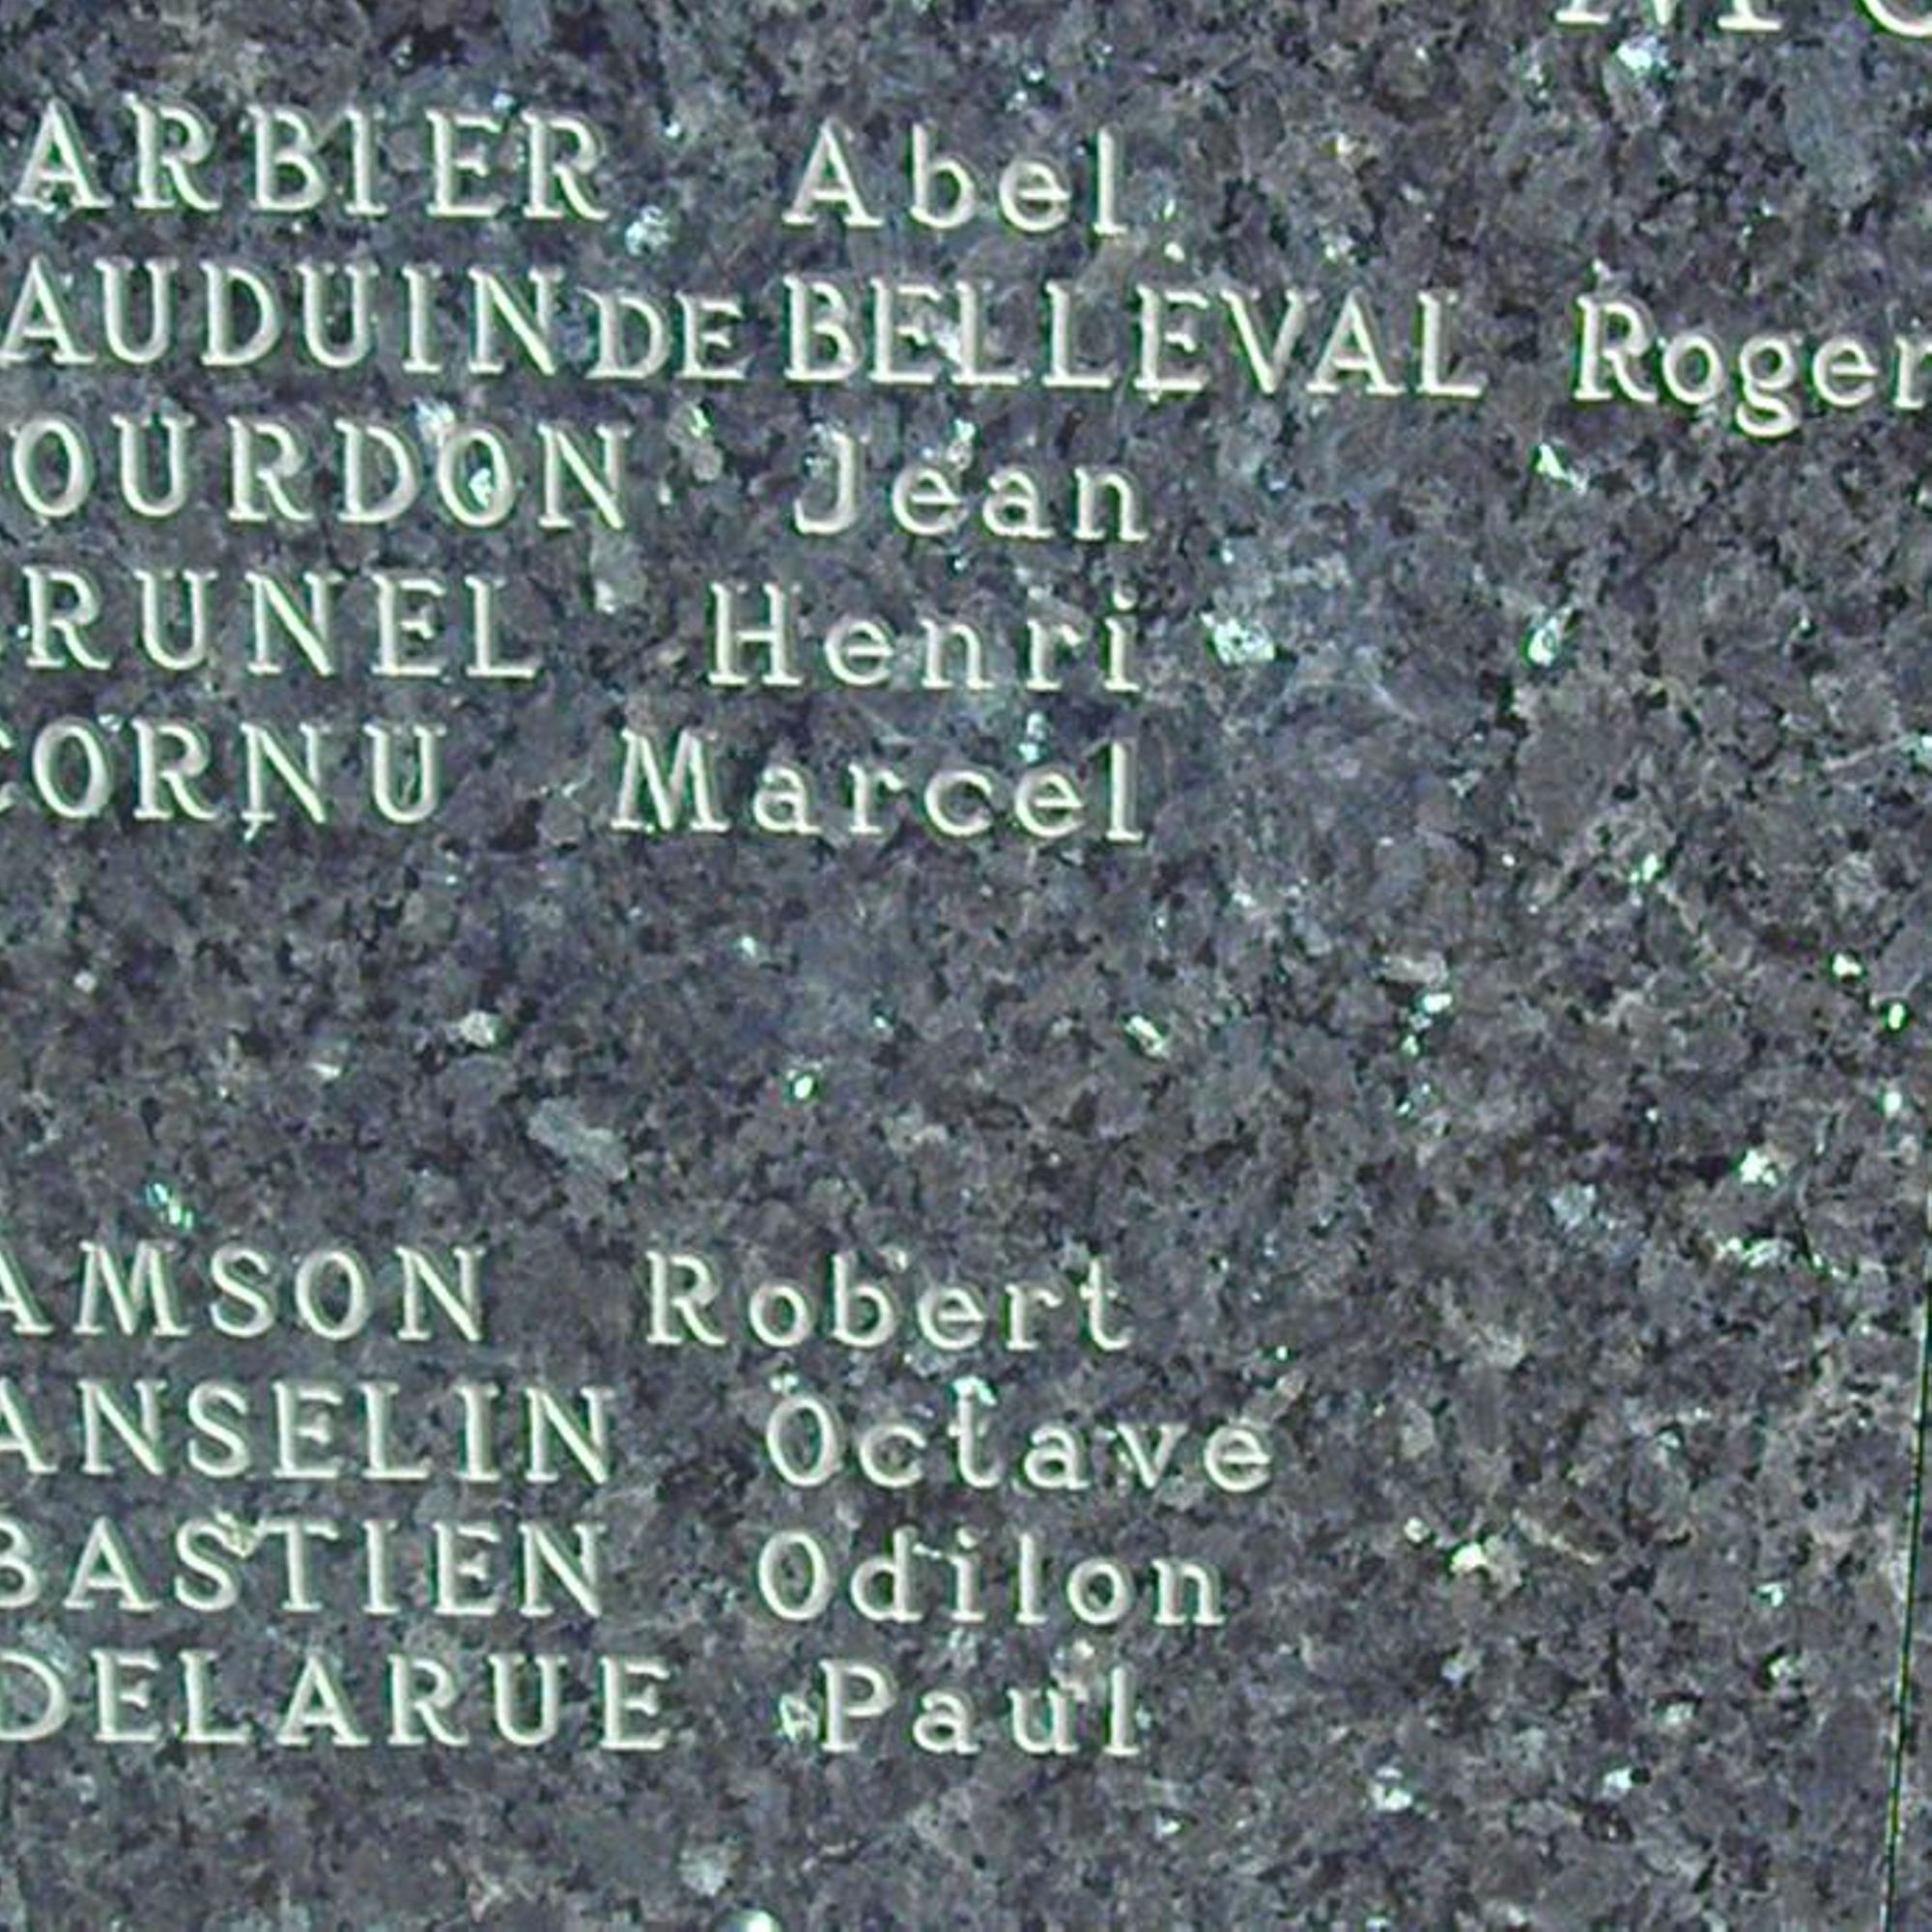 ARBIER Abel
AUDUIN DE BELLEVAL Roger
OURDON Jean
RUNEL Henri
CORNU Marcel
AMSON Robert
ANSELIN Octave
BASTIEN Odilon
DELARUE Paul